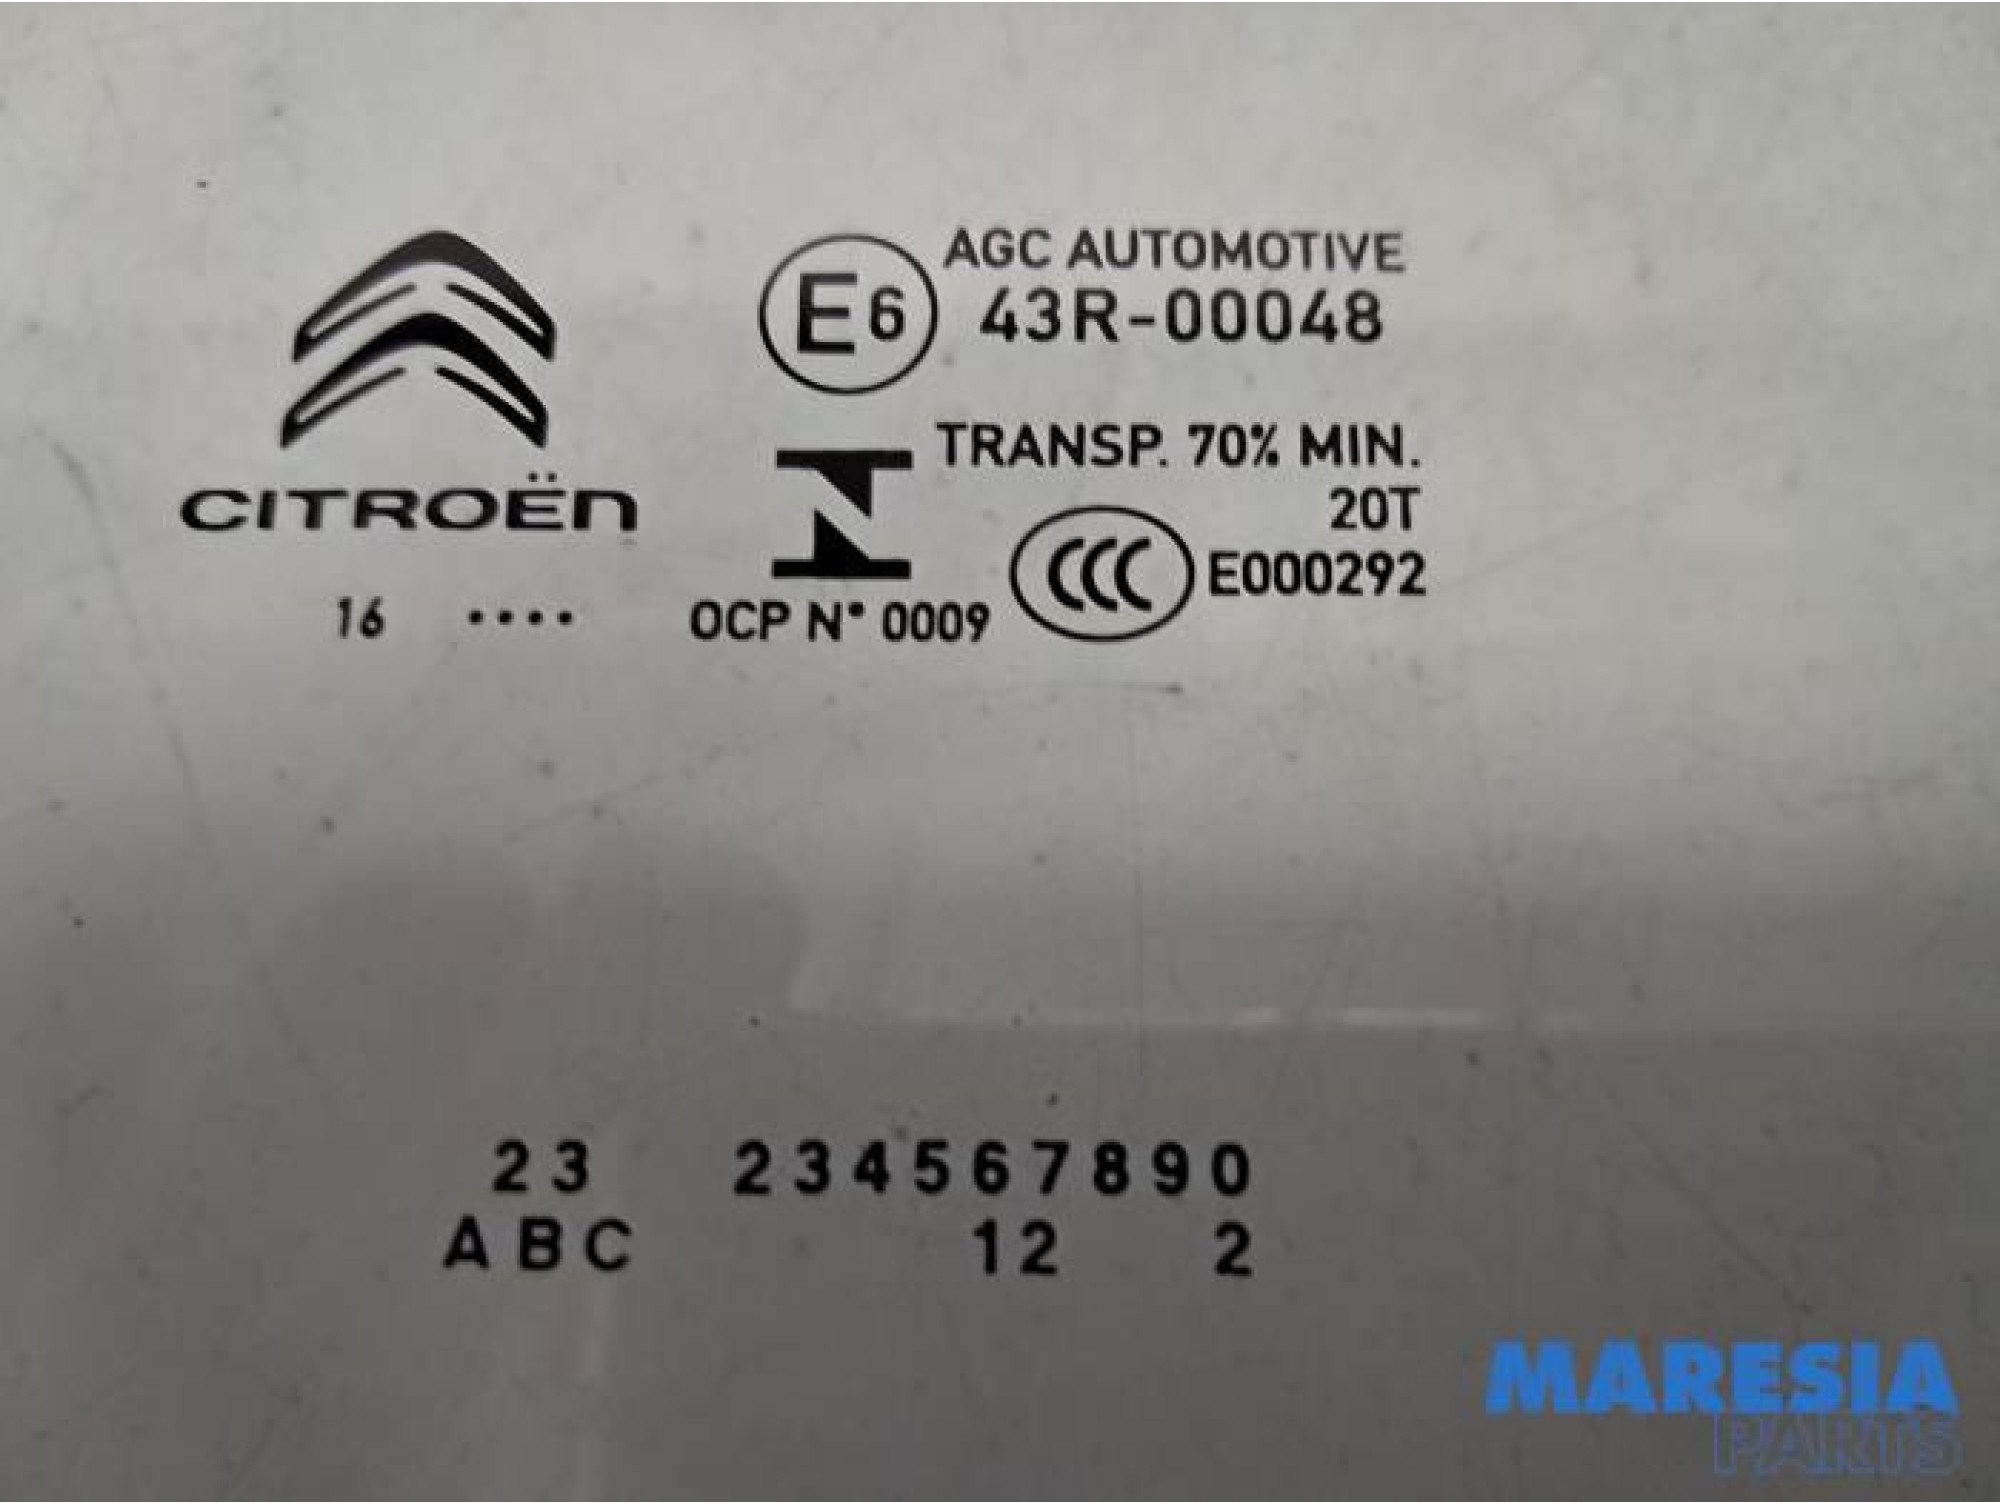 CITROËN
16 ....
E6 AGC AUTOMOTIVE
43R-00048
TRANSP. 70% MIN.
20T
CCC E000292
OCP N° 0009
23 234567890
ABC 12 2
MARESIA
PARTS